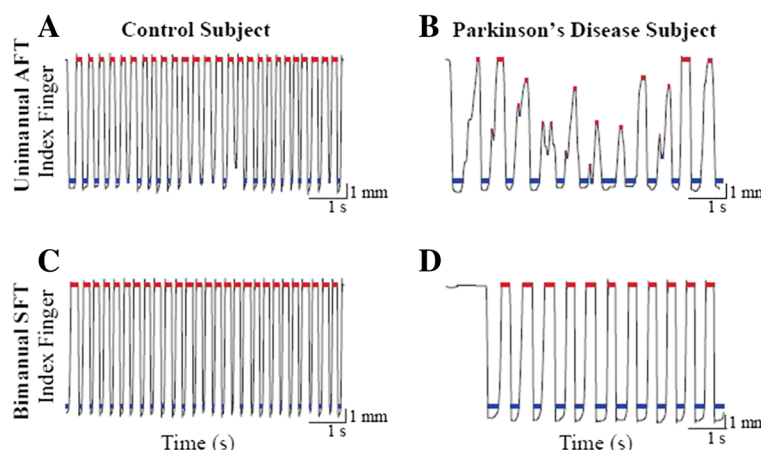 A
Control Subject
B
Parkinson's Disease Subject
Unimanual AFT
Index Finger
1 mm
1 s
1 mm
1 s
C
D
Bimanual SFT
Index Finger
1 mm
1 s
1 mm
1 s
Time (s)
Time (s)